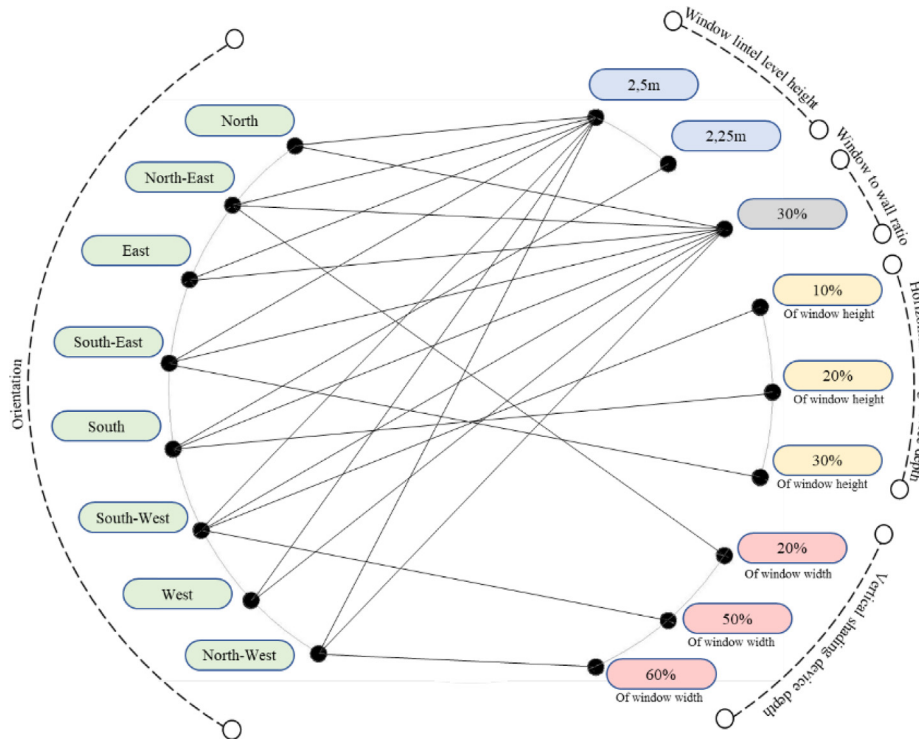 Window lintel level height
2,5m
North
2,25m
Window to wall ratio
North-East
30%
East
10%
Of window height
South-East
20%
Of window height
Orientation
South
depth
30%
Of window height
South-West
20%
Of window width
West
50%
Of window width
North-West
60%
Of window width
Vertical shading device depth